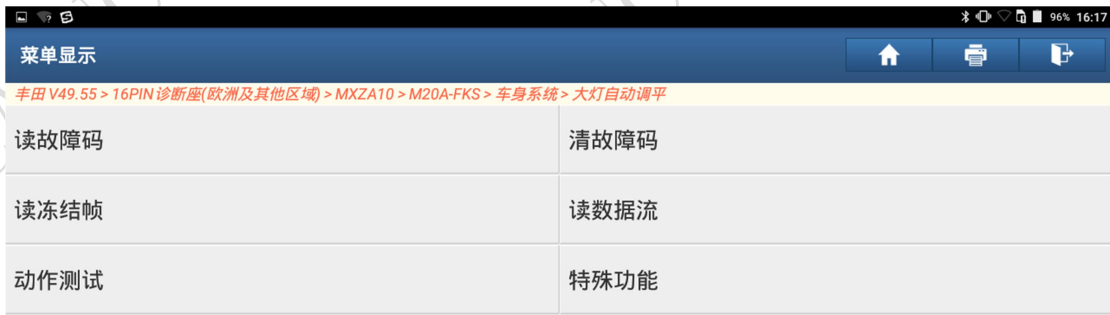 96% 16:17
菜单显示
丰田 V49.55 > 16PIN诊断座(欧洲及其他区域) > MXZA10 > M20A-FKS > 车身系统 > 大灯自动调平
读故障码 清故障码
读冻结帧 读数据流
动作测试 特殊功能